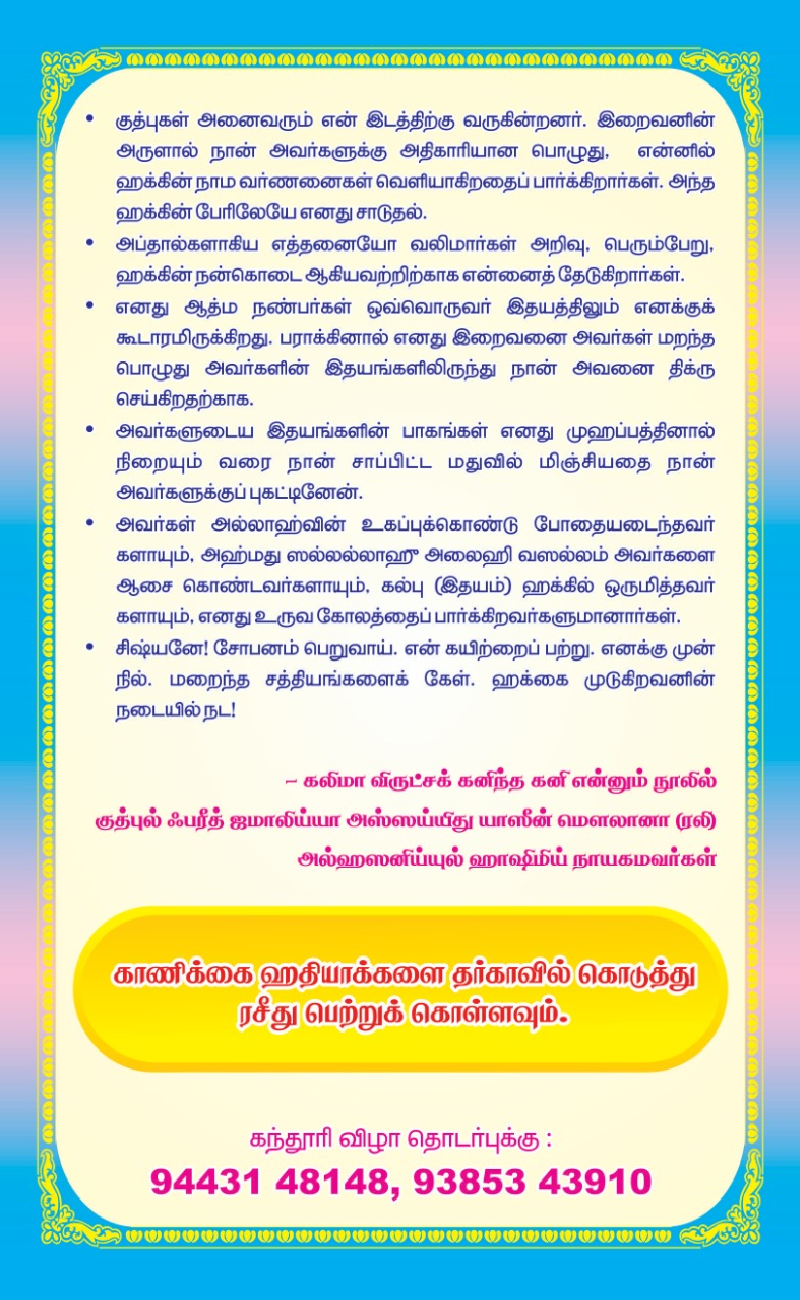 • குத்புகள் அனைவரும் என் இடத்திற்கு வருகின்றனர். இறைவனின்
அருளால் நான் அவர்களுக்கு அதிகாரியான பொழுது, என்னில்
ஹக்கின் நாம வர்ணனைகள் வெளியாகிறதைப் பார்க்கிறார்கள். அந்த
ஹக்கின் பேரிலேயே எனது சாடுதல்.
• அப்தால்களாகிய எத்தனையோ வலிமார்கள் அறிவு, பெரும்பேறு,
ஹக்கின் நன்கொடை ஆகியவற்றிற்காக என்னைத் தேடுகிறார்கள்.
• எனது ஆத்ம நண்பர்கள் ஒவ்வொருவர் இதயத்திலும் எனக்குக்
கூடாரமிருக்கிறது. பராக்கினால் எனது இறைவனை அவர்கள் மறந்த
பொழுது அவர்களின் இதயங்களிலிருந்து நான் அவனை திக்ரு
செய்கிறதற்காக.
• அவர்களுடைய இதயங்களின் பாகங்கள் எனது முஹப்பத்தினால்
நிறையும் வரை நான் சாப்பிட்ட மதுவில் மிஞ்சியதை நான்
அவர்களுக்குப் புகட்டினேன்.
• அவர்கள் அல்லாஹ்வின் உகப்புக்கொண்டு போதையடைந்தவர்
களாயும், அஹ்மது ஸல்லல்லாஹு அலைஹி வஸல்லம் அவர்களை
ஆசை கொண்டவர்களாயும், கல்பு (இதயம்) ஹக்கில் ஒருமித்தவர்
களாயும், எனது உருவ கோலத்தைப் பார்க்கிறவர்களுமானார்கள்.
• சிஷ்யனே! சோபனம் பெறுவாய். என் கயிற்றைப் பற்று. எனக்கு முன்
நில். மறைந்த சத்தியங்களைக் கேள். ஹக்கை முடுகிறவனின்
நடையில் நட!
– கலிமா விருட்சக் கனிந்த கனி என்னும் நூலில்
குத்புல் ஃபரீத் ஜமாலிய்யா அஸ்ஸய்யிது யாஸீன் மௌலானா (ரலி)
அல்ஹஸனிய்யுல் ஹாஷிமிய் நாயகமவர்கள்
காணிக்கை ஹதியாக்களை தர்காவில் கொடுத்து
ரசீது பெற்றுக் கொள்ளவும்.
கந்தூரி விழா தொடர்புக்கு :
94431 48148, 93853 43910